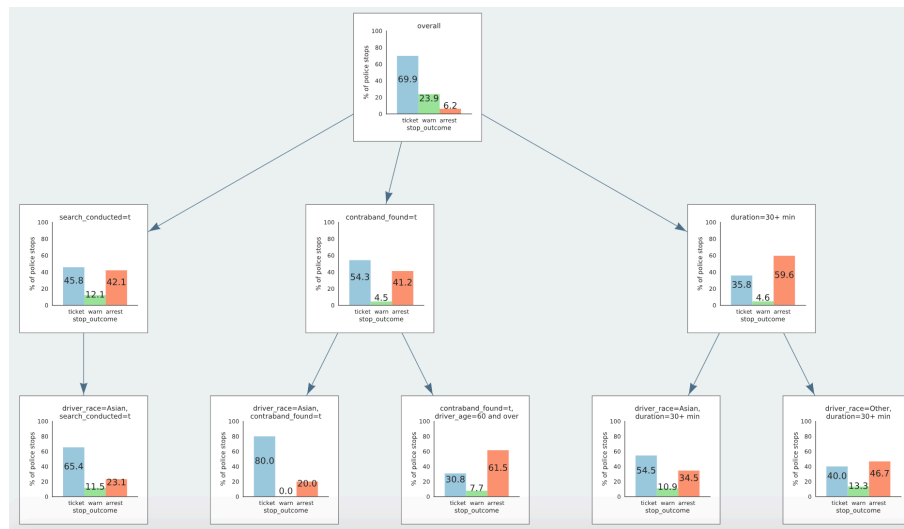 overall
100
80
60
40
20
0
% of police stops
69.9
23.9
6.2
ticket warn arrest
stop_outcome
search_conducted=t
100
80
60
40
20
0
% of police stops
45.8
12.1
42.1
ticket warn arrest
stop_outcome
contraband_found=t
100
80
60
40
20
0
% of police stops
54.3
4.5
41.2
ticket warn arrest
stop_outcome
duration=30+ min
100
80
60
40
20
0
% of police stops
35.8
4.6
59.6
ticket warn arrest
stop_outcome
driver_race=Asian,
search_conducted=t
100
80
60
40
20
0
% of police stops
65.4
11.5
23.1
ticket warn arrest
stop_outcome
driver_race=Asian,
contraband_found=t
100
80
60
40
20
0
% of police stops
80.0
0.0
20.0
ticket warn arrest
stop_outcome
contraband_found=t,
driver_age=60 and over
100
80
60
40
20
0
% of police stops
30.8
7.7
61.5
ticket warn arrest
stop_outcome
driver_race=Asian,
duration=30+ min
100
80
60
40
20
0
% of police stops
54.5
10.9
34.5
ticket warn arrest
stop_outcome
driver_race=Other,
duration=30+ min
100
80
60
40
20
0
% of police stops
40.0
13.3
46.7
ticket warn arrest
stop_outcome